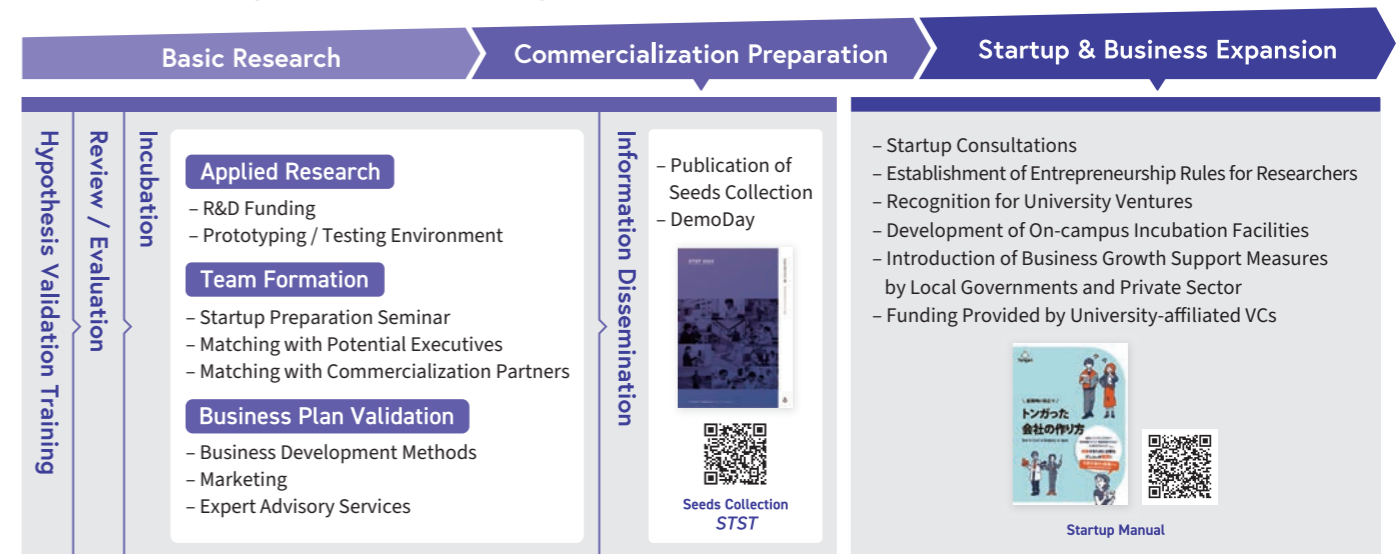 Basic Research
Commercialization Preparation
Startup & Business Expansion
Hypothesis Validation Training
Review / Evaluation
Incubation
Applied Research
– R&D Funding
– Prototyping / Testing Environment
Team Formation
– Startup Preparation Seminar
– Matching with Potential Executives
– Matching with Commercialization Partners
Business Plan Validation
– Business Development Methods
– Marketing
– Expert Advisory Services
Information Dissemination
– Publication of
Seeds Collection
– DemoDay
Seeds Collection
STST
– Startup Consultations
– Establishment of Entrepreneurship Rules for Researchers
– Recognition for University Ventures
– Development of On-campus Incubation Facilities
– Introduction of Business Growth Support Measures
by Local Governments and Private Sector
– Funding Provided by University-affiliated VCs
トンガった
会社の作り方
Startup Manual